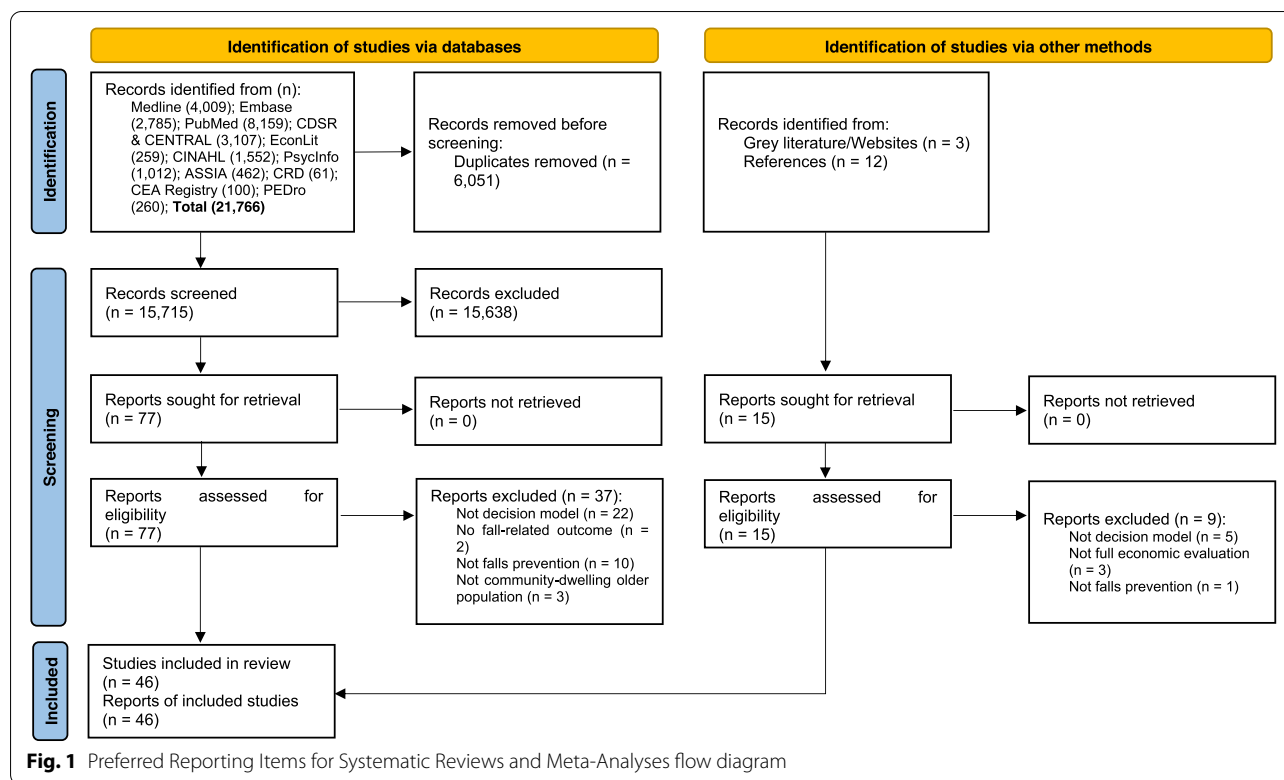 Identification of studies via databases
Identification of studies via other methods
Identification
Records identified from (n):
Medline (4,009); Embase
(2,785); PubMed (8,159); CDSR
& CENTRAL (3,107); EconLit
(259); CINAHL (1,552); PsycInfo
(1,012); ASSIA (462); CRD (61);
CEA Registry (100); PEDro
(260); Total (21,766)
Records removed before
screening:
Duplicates removed (n =
6,051)
Records identified from:
Grey literature/Websites (n = 3)
References (n = 12)
Screening
Records screened
(n = 15,715)
Records excluded
(n = 15,638)
Reports sought for retrieval
(n = 77)
Reports not retrieved
(n = 0)
Reports sought for retrieval
(n = 15)
Reports not retrieved
(n = 0)
Reports assessed for
eligibility
(n = 77)
Reports excluded (n = 37):
Not decision model (n = 22)
No fall-related outcome (n =
2)
Not falls prevention (n = 10)
Not community-dwelling older
population (n = 3)
Reports assessed for
eligibility
(n = 15)
Reports excluded (n = 9):
Not decision model (n = 5)
Not full economic evaluation
(n = 3)
Not falls prevention (n = 1)
Included
Studies included in review
(n = 46)
Reports of included studies
(n = 46)
Fig. 1 Preferred Reporting Items for Systematic Reviews and Meta-Analyses flow diagram